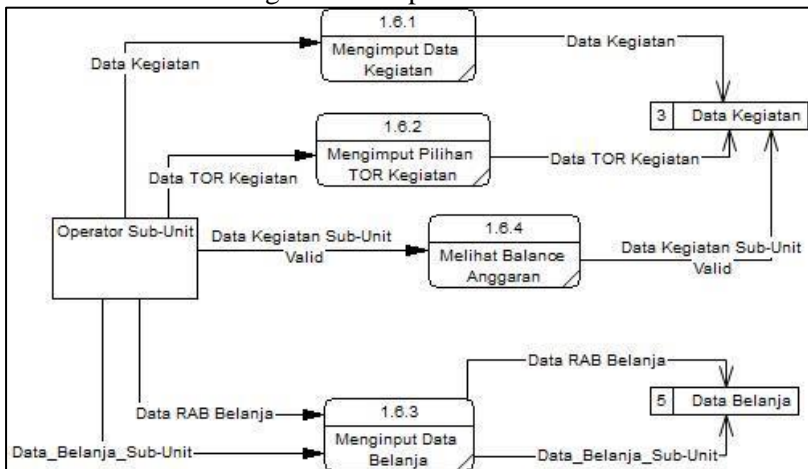 1.6.1
Mengimput Data
Kegiatan
Data Kegiatan
Data Kegiatan
3 Data Kegiatan
1.6.2
Mengimput Pilihan
TOR Kegiatan
Data TOR Kegiatan
Data TOR Kegiatan
Operator Sub-Unit
Data Kegiatan Sub-Unit
Valid
1.6.4
Melihat Balance
Anggaran
Data Kegiatan Sub-Unit
Valid
Data RAB Belanja
Data RAB Belanja
1.6.3
Menginput Data
Belanja
5 Data Belanja
Data_Belanja_Sub-Unit
Data_Belanja_Sub-Unit